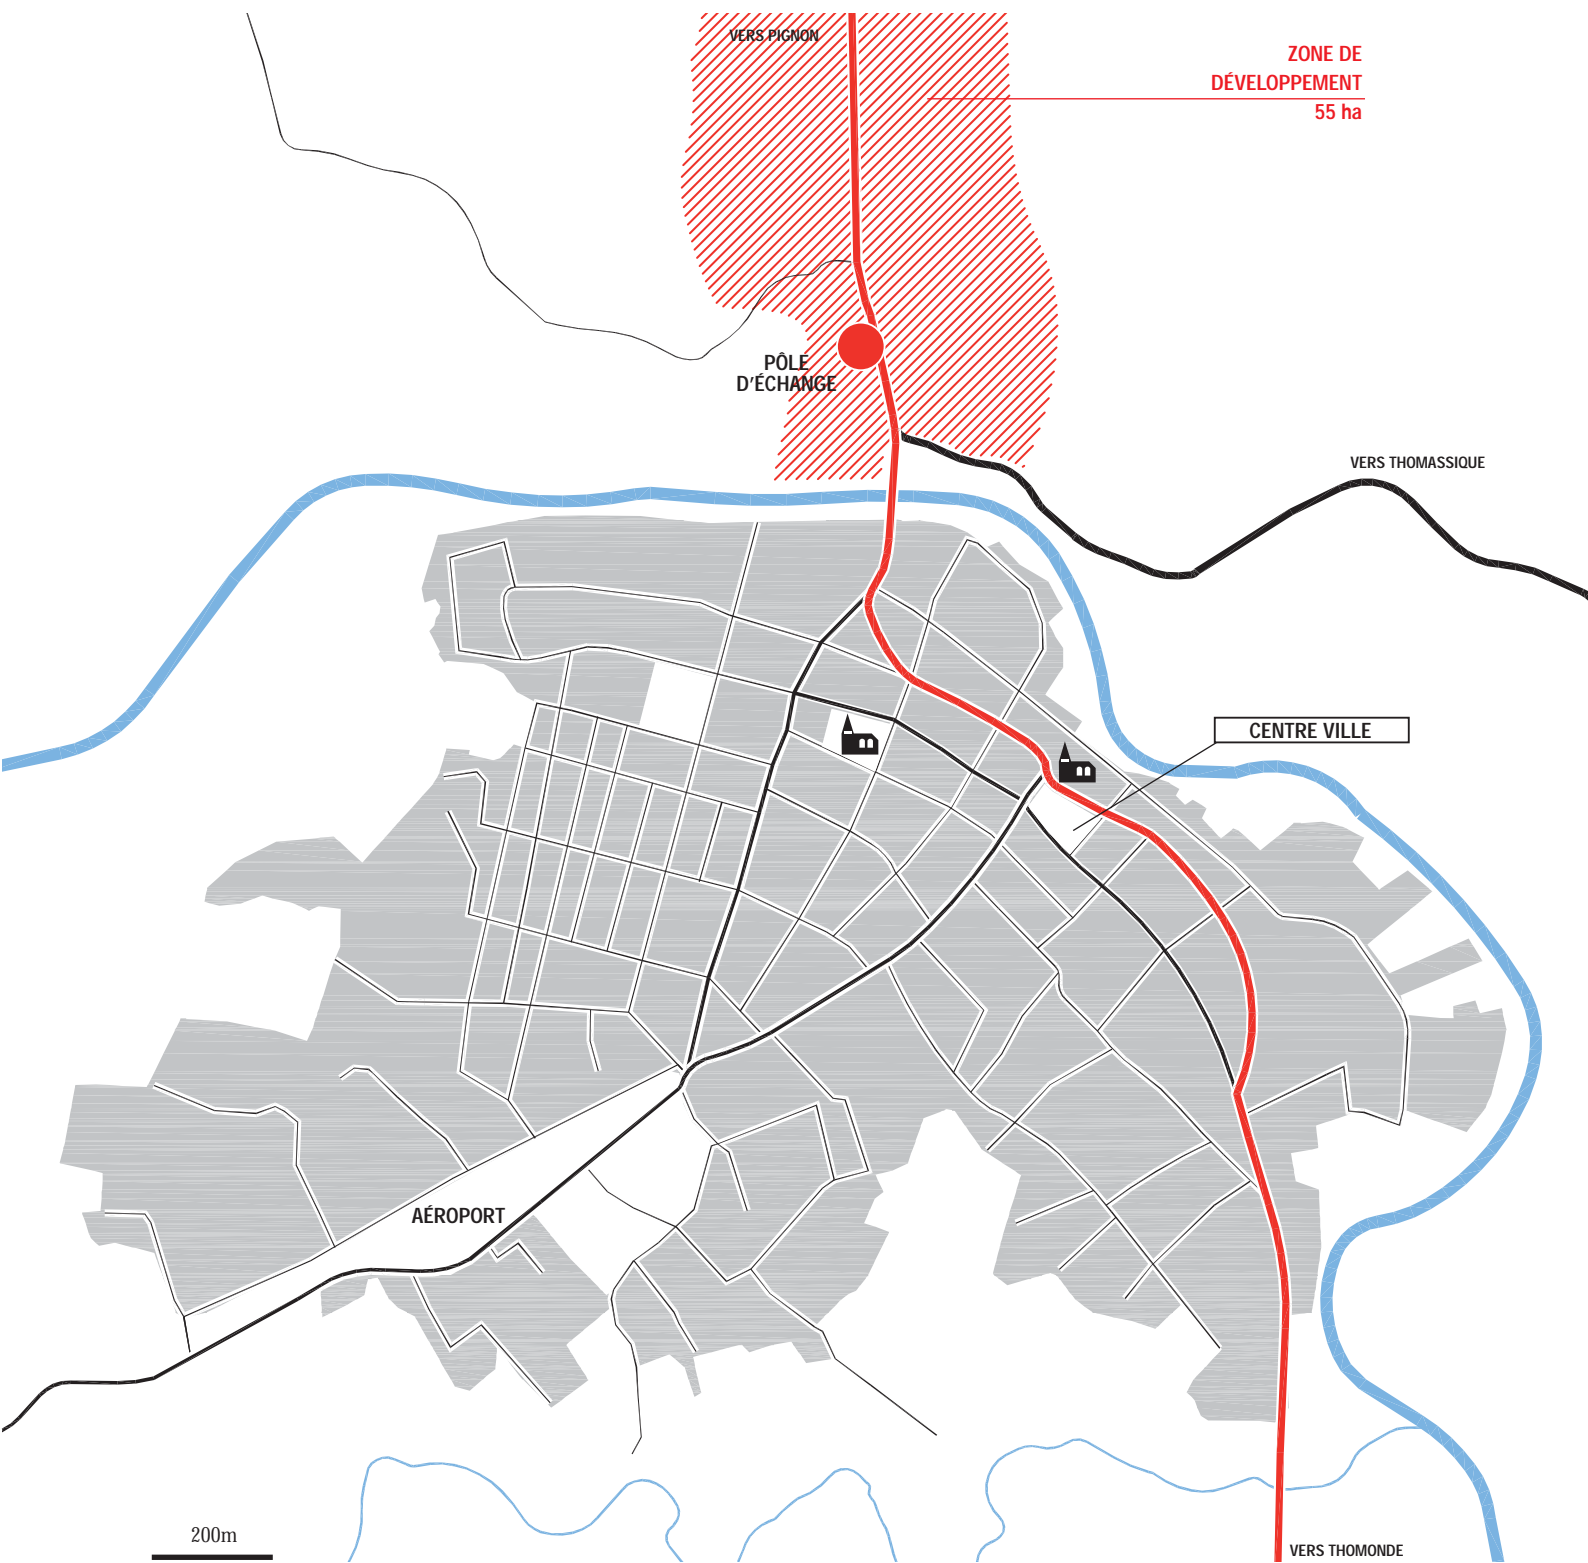 VERS PIGNON
ZONE DE
DÉVELOPPEMENT
55 ha
PÔLE
D'ÉCHANGE
VERS THOMASSIQUE
CENTRE VILLE
AÉROPORT
200m
VERS THOMONDE